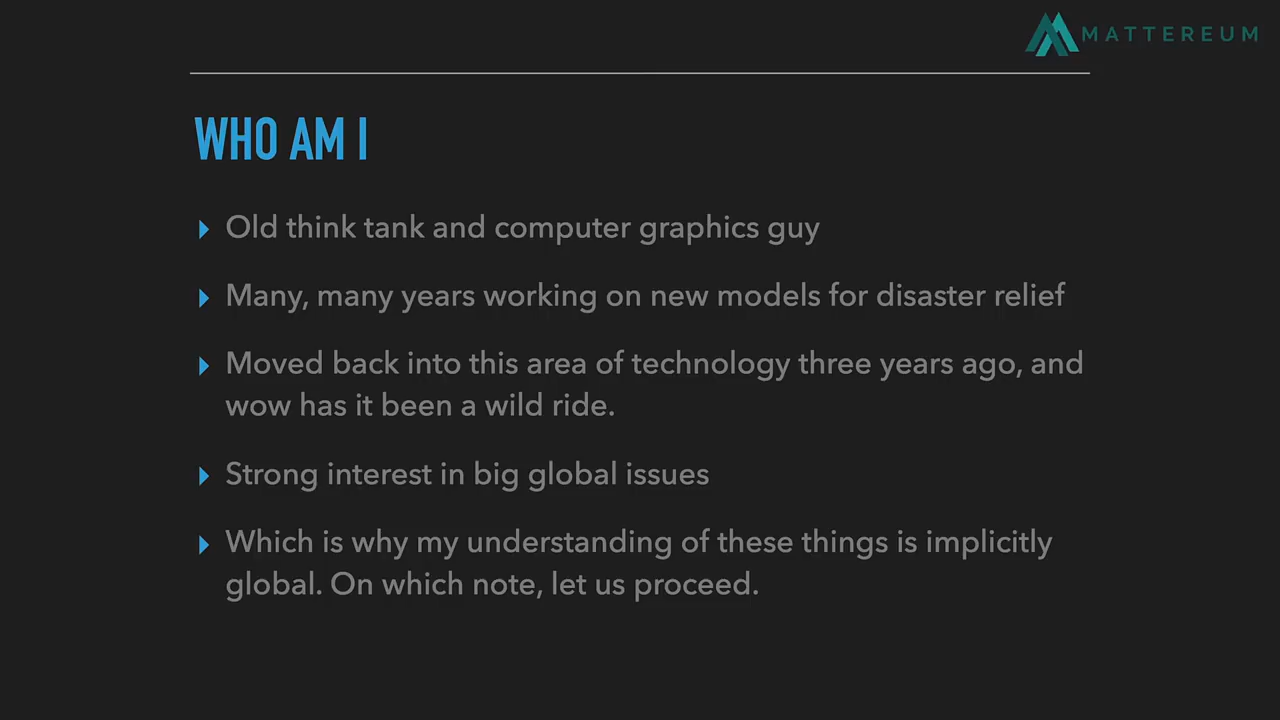 MATTEREUM
WHO AM I
Old think tank and computer graphics guy
Many, many years working on new models for disaster relief
Moved back into this area of technology three years ago, and
wow has it been a wild ride.
Strong interest in big global issues
Which is why my understanding of these things is implicitly
global. On which note, let us proceed.